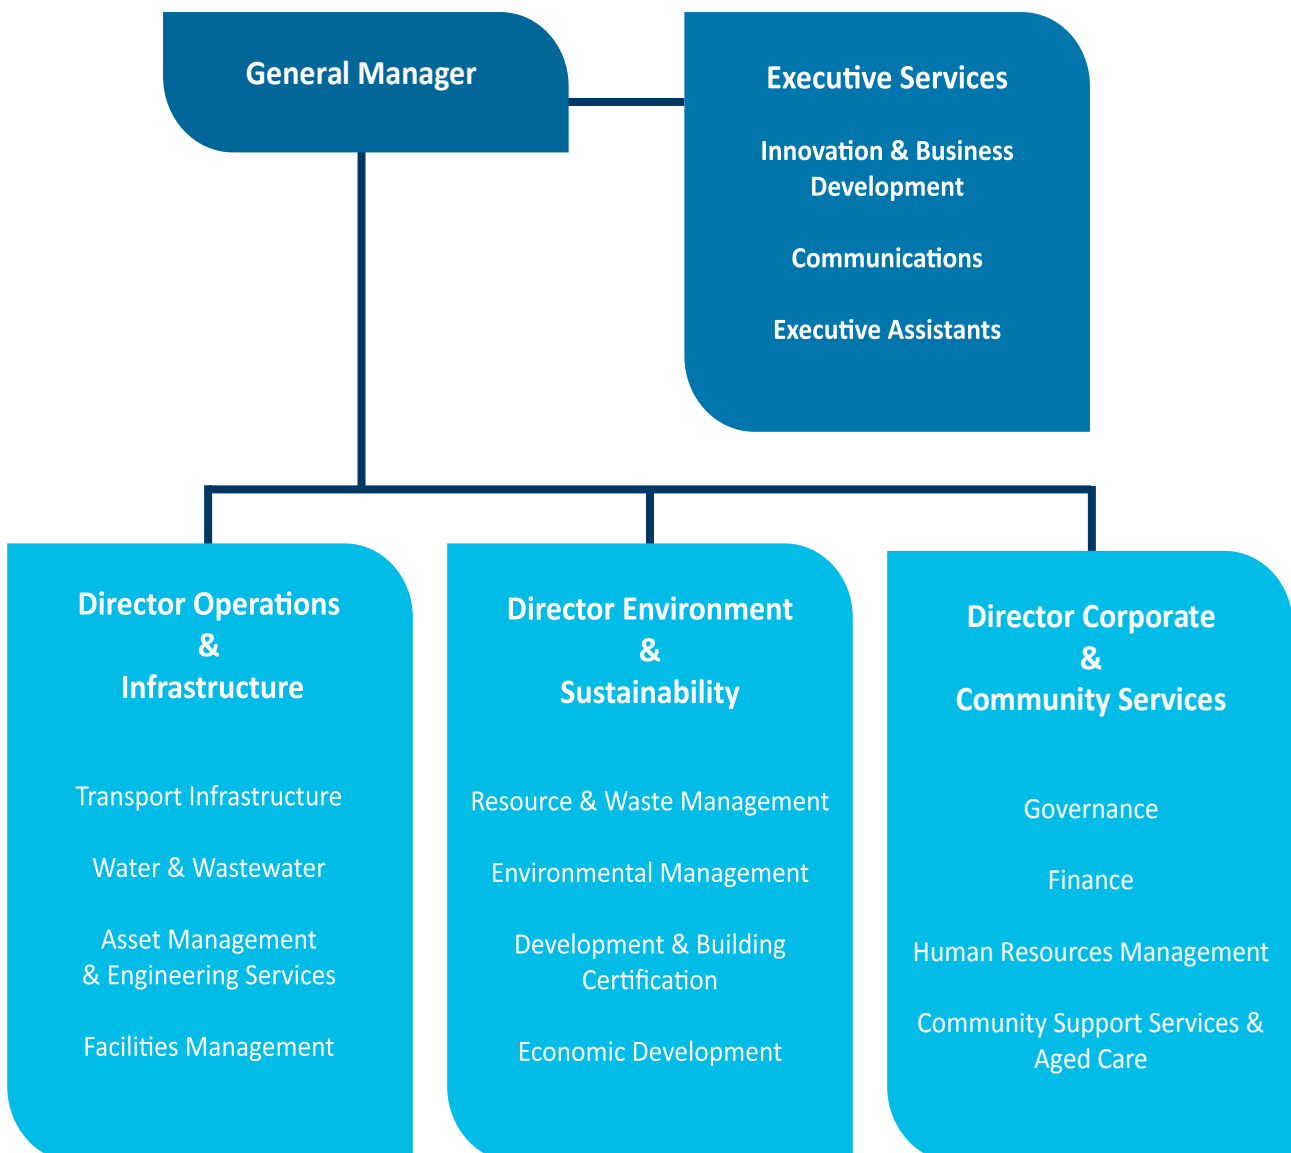 General Manager
Executive Services
Innovation & Business
Development
Communications
Executive Assistants
Director Operations
&
Infrastructure
Transport Infrastructure
Water & Wastewater
Asset Management
& Engineering Services
Facilities Management
Director Environment
&
Sustainability
Resource & Waste Management
Environmental Management
Development & Building
Certification
Economic Development
Director Corporate
&
Community Services
Governance
Finance
Human Resources Management
Community Support Services &
Aged Care